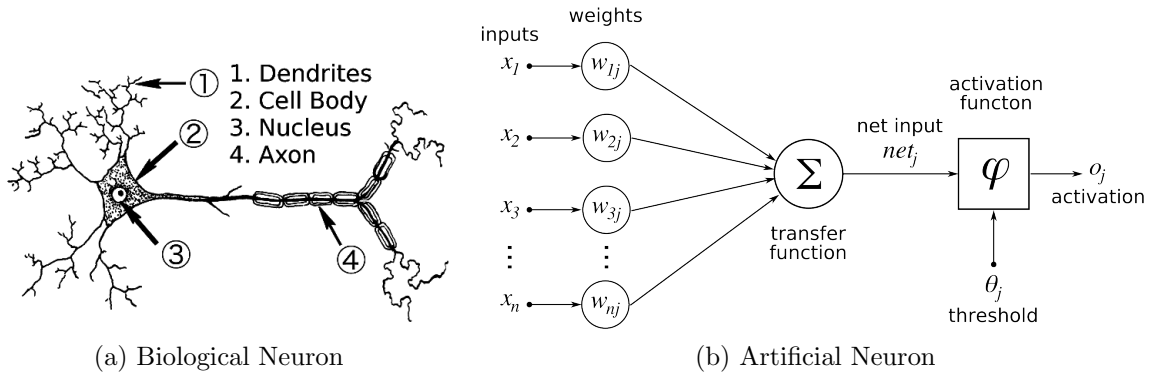 ①
1. Dendrites
2. Cell Body
3. Nucleus
4. Axon
②
③
④
(a) Biological Neuron
weights
inputs
x1 w1j
x2 w2j
x3 w3j
⋮ ⋮
xn wnj
Σ
transfer
function
net input
netj
activation
functon
φ
oj
activation
θj
threshold
(b) Artificial Neuron